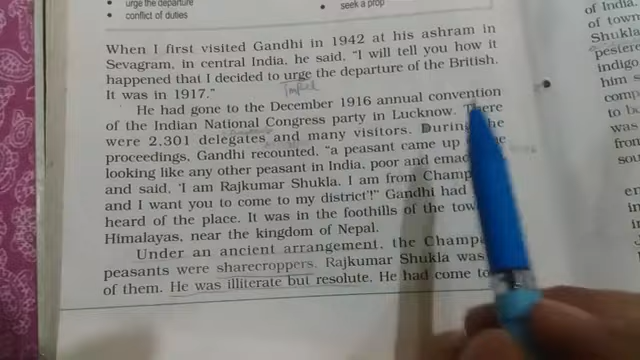 • urge the departure
• conflict of duties
• seek a prop
When I first visited Gandhi in 1942 at his ashram in
Sevagram, in central India, he said, "I will tell you how it
happened that I decided to urge the departure of the British.
It was in 1917."
He had gone to the December 1916 annual convention
of the Indian National Congress party in Lucknow. There
were 2,301 delegates and many visitors. During the
proceedings, Gandhi recounted, "a peasant came up
looking like any other peasant in India, poor and emac
and said, 'I am Rajkumar Shukla. I am from Champ
and I want you to come to my district'!" Gandhi had
heard of the place. It was in the foothills of the tow
Himalayas, near the kingdom of Nepal.
Under an ancient arrangement, the Champa
peasants were sharecroppers. Rajkumar Shukla was
of them. He was illiterate but resolute. He had come to
of India.
of town
Shukla
pestere
indigo
him
comp
to b
was
from
sou
en
in
in